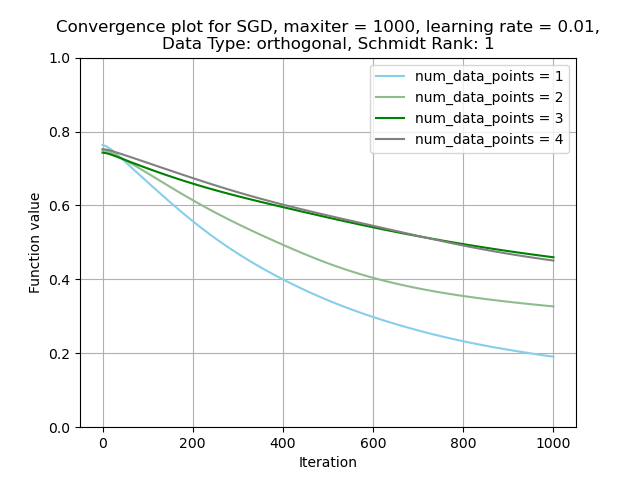 Convergence plot for SGD, maxiter = 1000, learning rate = 0.01,
Data Type: orthogonal, Schmidt Rank: 1
num_data_points = 1
num_data_points = 2
num_data_points = 3
num_data_points = 4
Function value
1.0
0.8
0.6
0.4
0.2
0.0
0 200 400 600 800 1000
Iteration